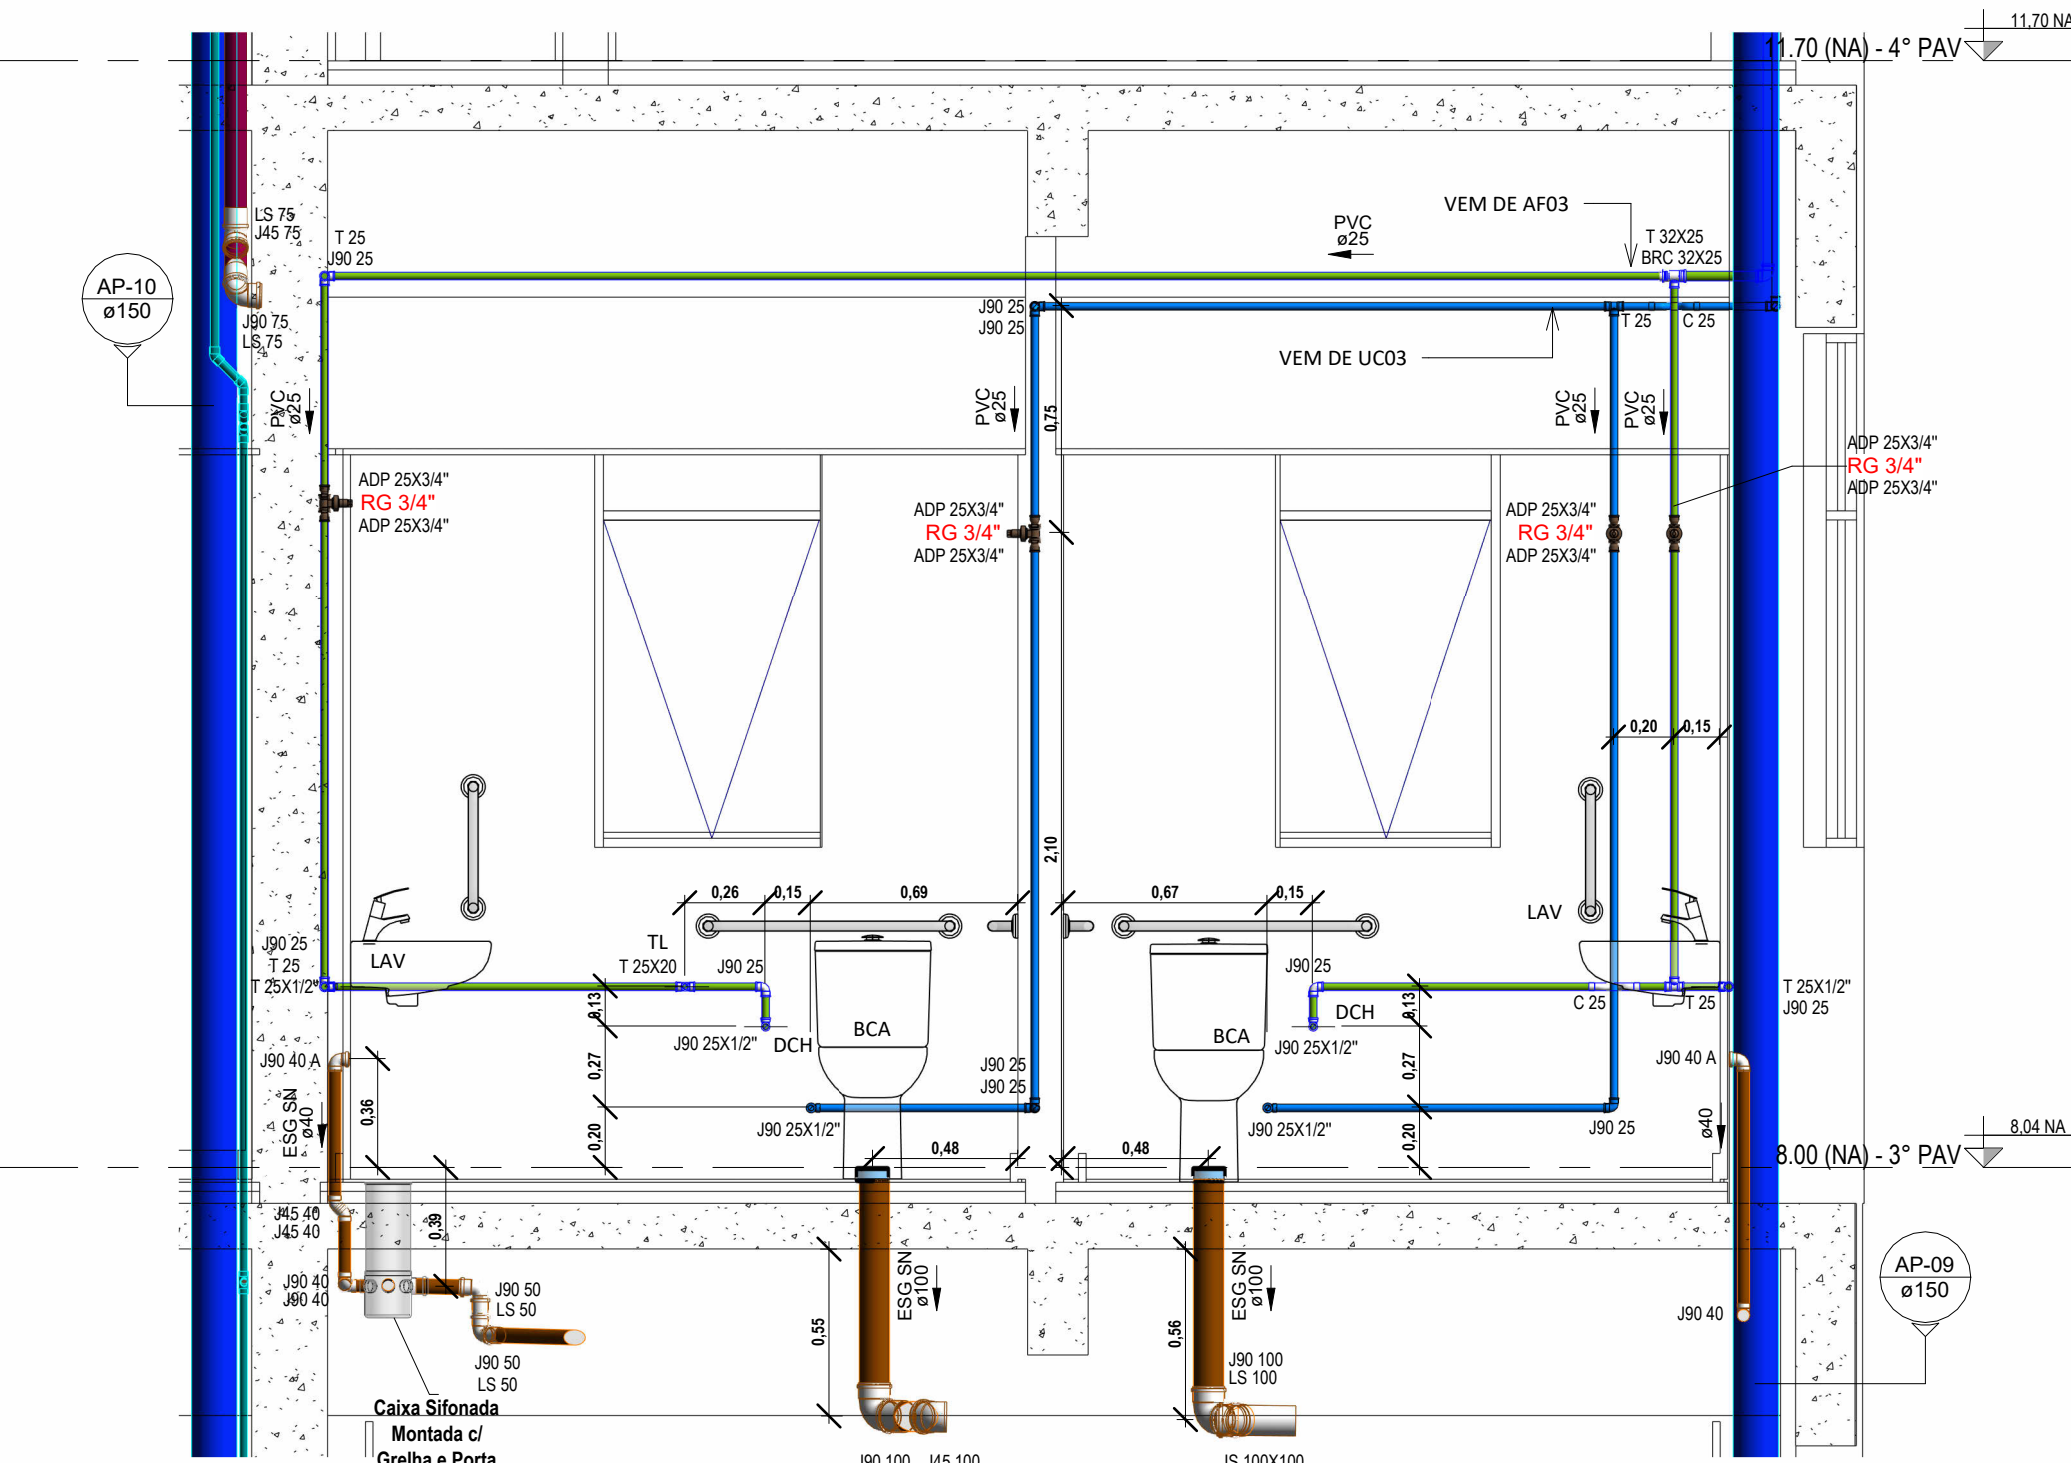 11,70 NA
11.70 (NA) - 4° PAV
VEM DE AF03
PVC
ø25
T 32X25
BRC 32X25
LS 75
J45 75
T 25
J90 25
AP-10
ø150
J90 75
LS 75
J90 25
J90 25
T 25
C 25
VEM DE UC03
PVC
ø25
PVC
ø25
0,75
PVC
ø25
PVC
ø25
ADP 25X3/4"
RG 3/4"
ADP 25X3/4"
ADP 25X3/4"
RG 3/4"
ADP 25X3/4"
ADP 25X3/4"
RG 3/4"
ADP 25X3/4"
ADP 25X3/4"
RG 3/4"
ADP 25X3/4"
0,20
0,15
2,10
0,26
0,15
0,69
0,67
0,15
LAV
J90 25
T 25
T 25X1/2"
LAV
TL
T 25X20
J90 25
J90 25
0,13
0,13
DCH
C 25
T 25
T 25X1/2"
J90 25
BCA
BCA
J90 25X1/2"
DCH
J90 25X1/2"
J90 40 A
J90 25
J90 25
J90 40 A
0,27
0,27
ESG SN
ø40
0,36
J90 25X1/2"
J90 25X1/2"
J90 25
ø40
0,20
0,20
0,48
0,48
8,04 NA
8.00 (NA) - 3° PAV
J45 40
J45 40
0,39
J90 40
J90 40
J90 50
LS 50
ESG SN
ø100
ESG SN
ø100
AP-09
ø150
J90 40
0,55
0,56
J90 50
LS 50
J90 100
LS 100
Caixa Sifonada
Montada c/
Grelha e Porta
J90 100
J45 100
JS 100X100